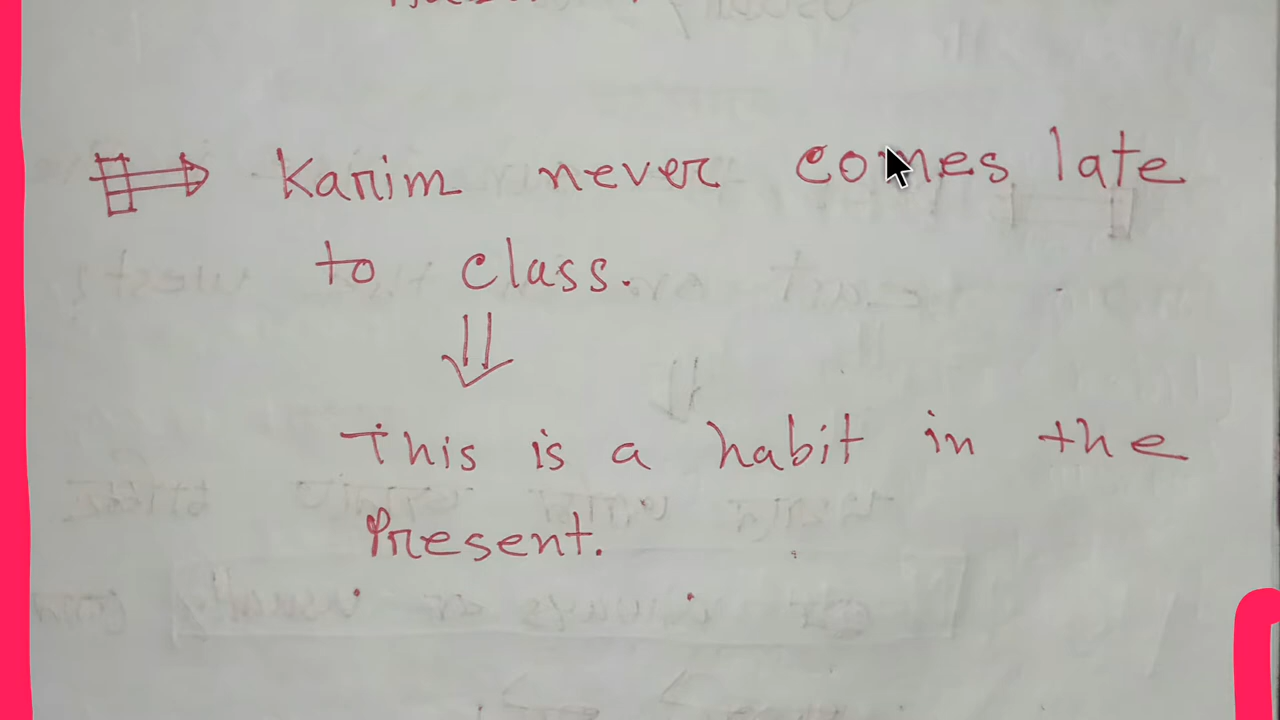 Karim never comes late
to class.
This is a habit in the
Present.